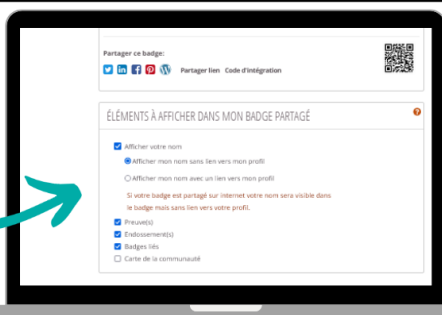 Partager ce badge:
Partager lien Code d'intégration
ÉLÉMENTS À AFFICHER DANS MON BADGE PARTAGÉ
Afficher votre nom
Afficher mon nom sans lien vers mon profil
Afficher mon nom avec un lien vers mon profil
Si votre badge est partagé sur internet votre nom sera visible dans
le badge mais sans lien vers votre profil.
Preuve(s)
Endossement(s)
Badges liés
Carte de la communauté